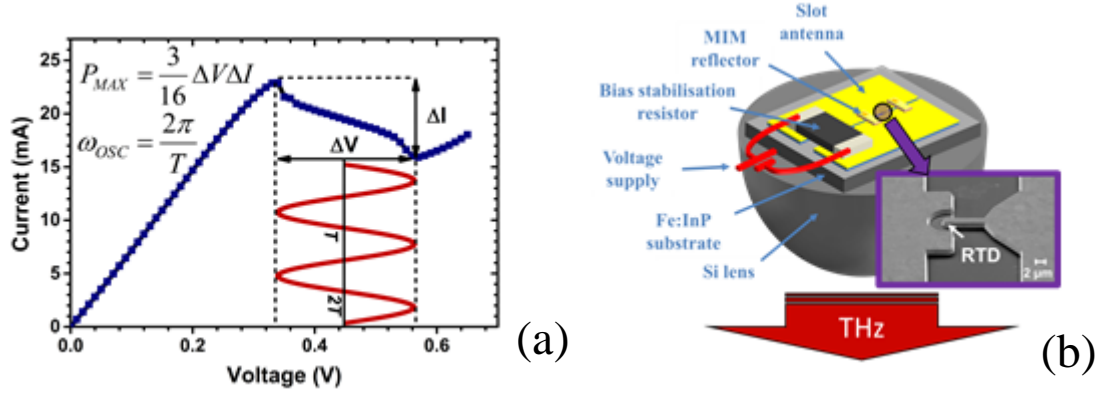 25
20
15
10
5
0
Current (mA)
P_MAX = 3/16 ΔVΔI
ω_OSC = 2π/T
ΔI
ΔV
T
2T
0.0 0.2 0.4 0.6
Voltage (V)
(a)
Slot
antenna
MIM
reflector
Bias stabilisation
resistor
Voltage
supply
Fe:InP
substrate
Si lens
RTD
2 μm
THz
(b)